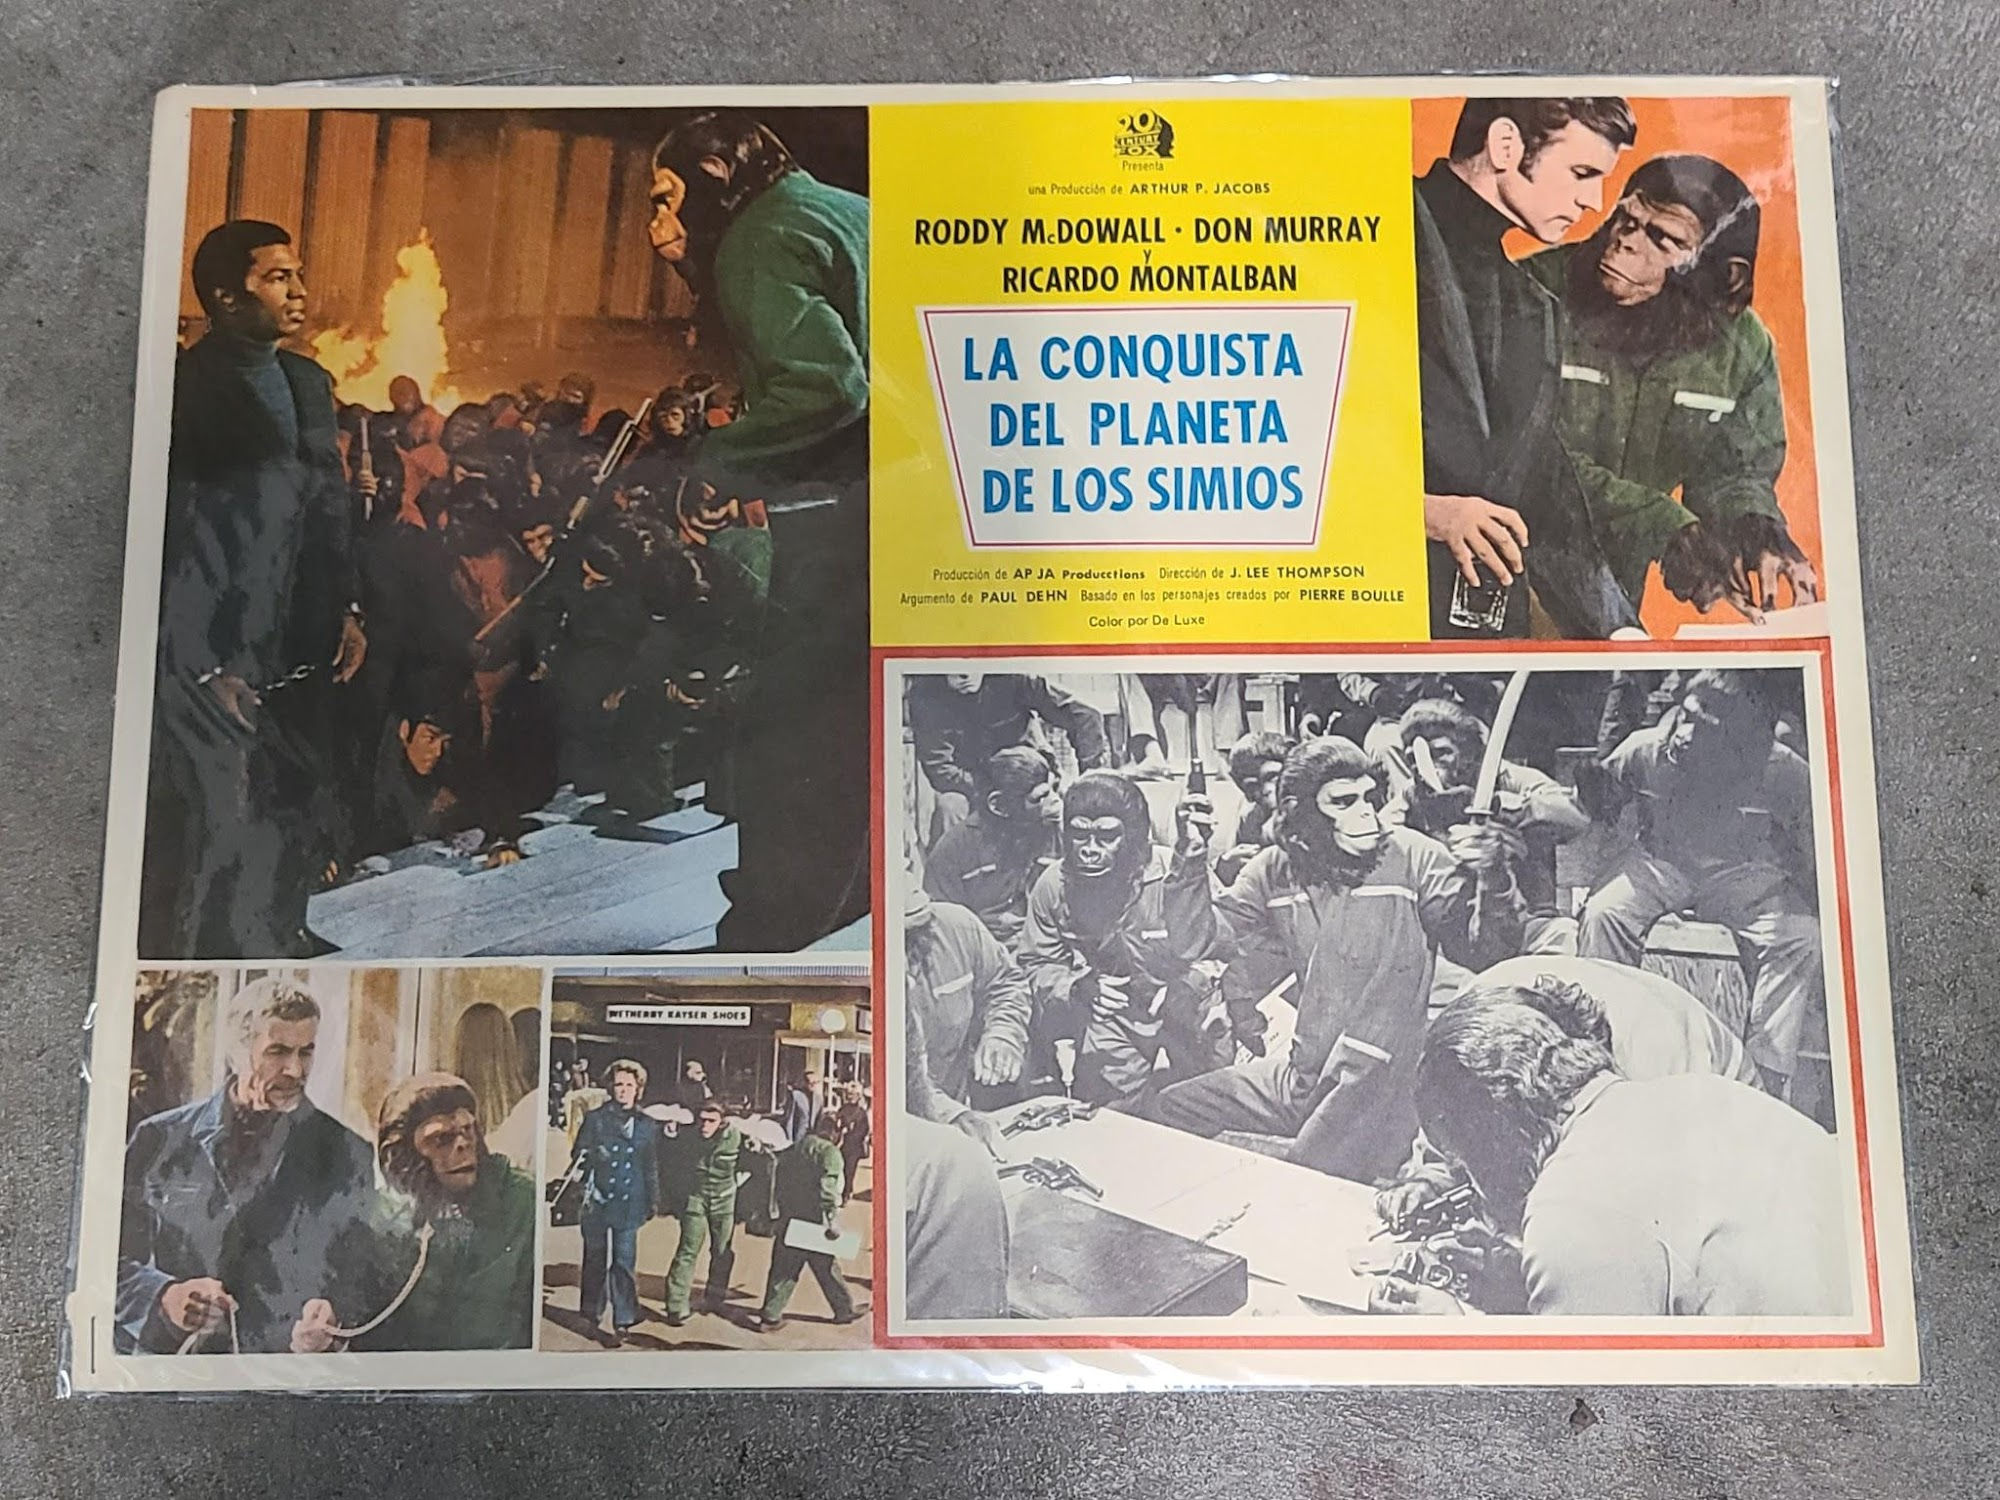 20th
CENTURY
FOX
Presenta
una Producción de ARTHUR P. JACOBS
RODDY McDOWALL · DON MURRAY
y
RICARDO MONTALBAN
LA CONQUISTA
DEL PLANETA
DE LOS SIMIOS
Producción de APJA Producctions Dirección de J. LEE THOMPSON
Argumento de PAUL DEHN Basado en los personajes creados por PIERRE BOULLE
Color por De Luxe
WETHERBY KAYSER SHOES